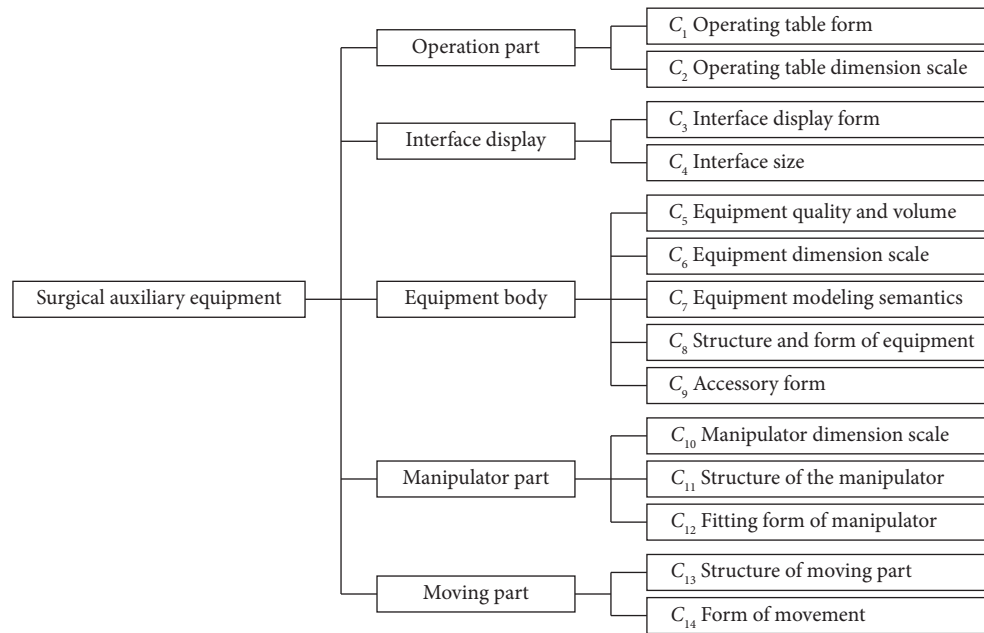 Surgical auxiliary equipment
Operation part
C₁ Operating table form
C₂ Operating table dimension scale
Interface display
C₃ Interface display form
C₄ Interface size
Equipment body
C₅ Equipment quality and volume
C₆ Equipment dimension scale
C₇ Equipment modeling semantics
C₈ Structure and form of equipment
C₉ Accessory form
Manipulator part
C₁₀ Manipulator dimension scale
C₁₁ Structure of the manipulator
C₁₂ Fitting form of manipulator
Moving part
C₁₃ Structure of moving part
C₁₄ Form of movement